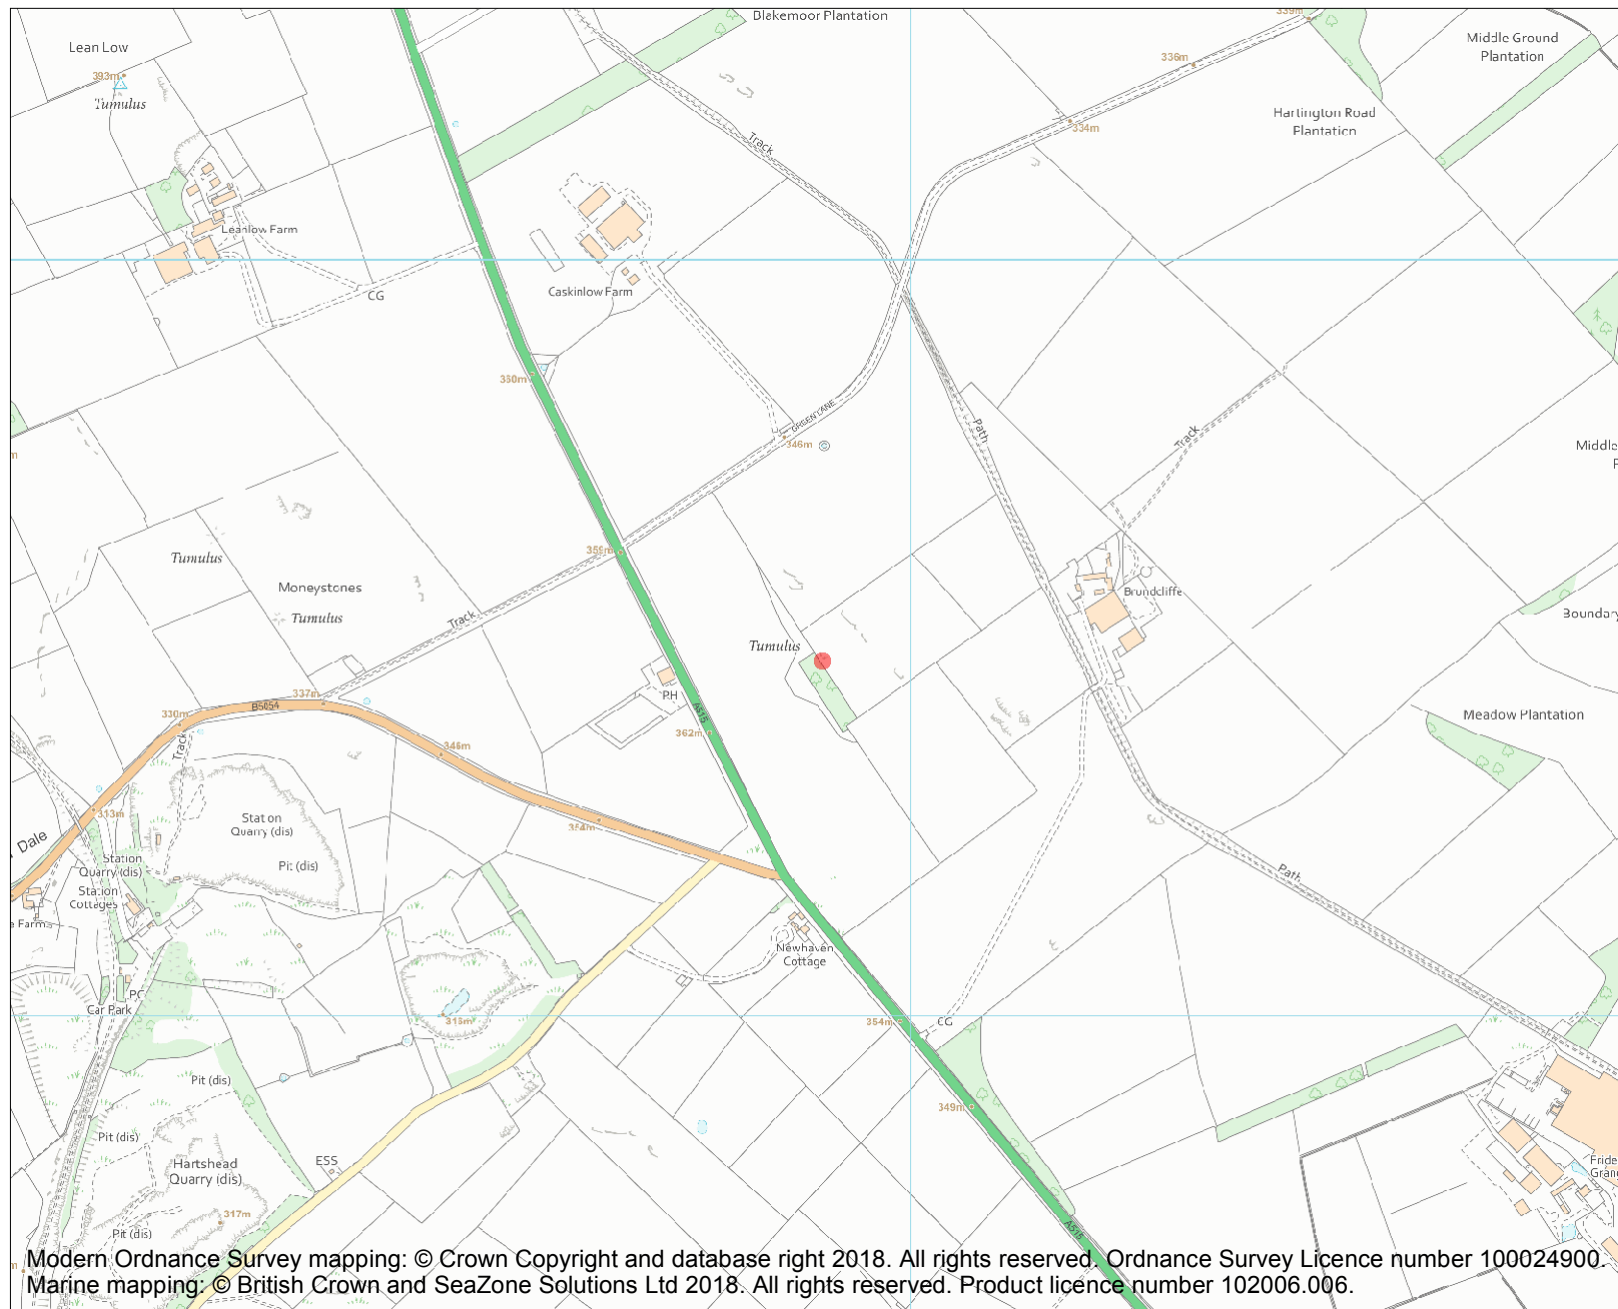 Blakemoor Plantation
339m
Lean Low
Middle Ground
Plantation
336m
393m
Tumulus
Hartington Road
Plantation
334m
Track
Leanlow Farm
CG
Caskinlow Farm
360m
GREEN LANE
346m
Path
Track
Middle
359m
Tumulus
Moneystones
Brundcliffe
Tumulus
Track
Boundary
Tumulus
PH
337m
B5054
330m
A515
362m
Meadow Plantation
Track
346m
313m
Station
Quarry (dis)
354m
Dale
Station
Quarry (dis)
Pit (dis)
Path
Station
Cottages
e Farm
Newhaven
Cottage
PC
Car Park
316m
354m
CG
Pit (dis)
349m
Pit (dis)
ESS
Hartshead
Quarry (dis)
Fride
Gran
317m
Pit (dis)
A515
Modern Ordnance Survey mapping: © Crown Copyright and database right 2018. All rights reserved. Ordnance Survey Licence number 100024900.
Marine mapping: © British Crown and SeaZone Solutions Ltd 2018. All rights reserved. Product licence number 102006.006.